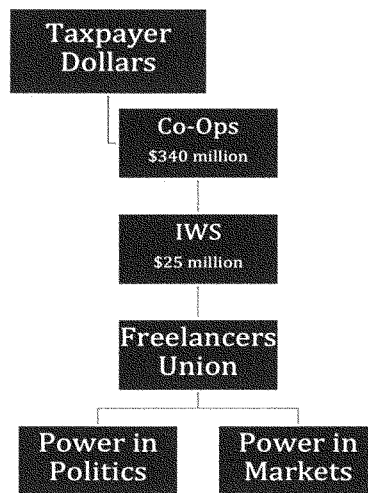 Taxpayer
Dollars
Co-Ops
$340 million
IWS
$25 million
Freelancers
Union
Power in
Politics
Power in
Markets